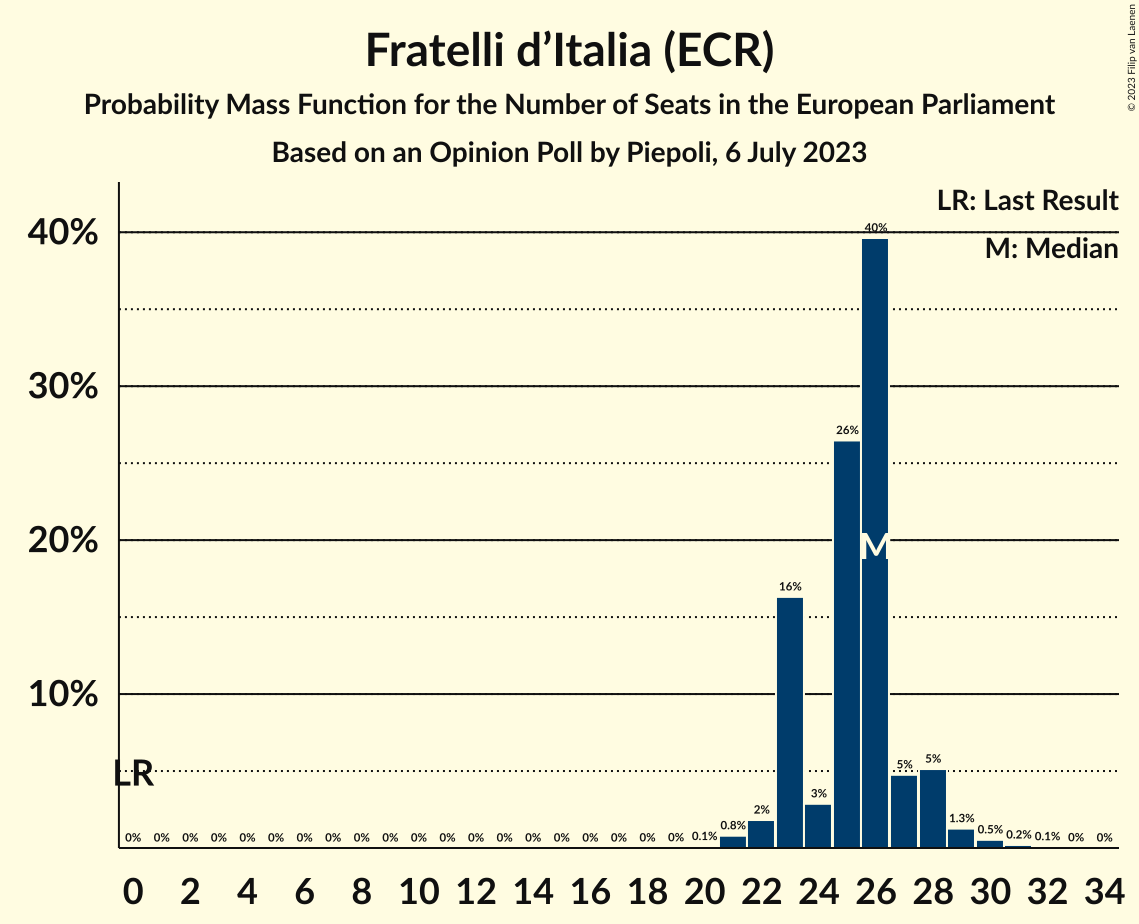 Fratelli d’Italia (ECR)
Probability Mass Function for the Number of Seats in the European Parliament
Based on an Opinion Poll by Piepoli, 6 July 2023
© 2023 Filip van Laenen
LR: Last Result
M: Median
40%
30%
20%
10%
LR
M
0% 0% 0% 0% 0% 0% 0% 0% 0% 0% 0% 0% 0% 0% 0% 0% 0% 0% 0% 0% 0.1% 0.8% 2% 16% 3% 26% 40% 5% 5% 1.3% 0.5% 0.2% 0.1% 0% 0%
0 2 4 6 8 10 12 14 16 18 20 22 24 26 28 30 32 34